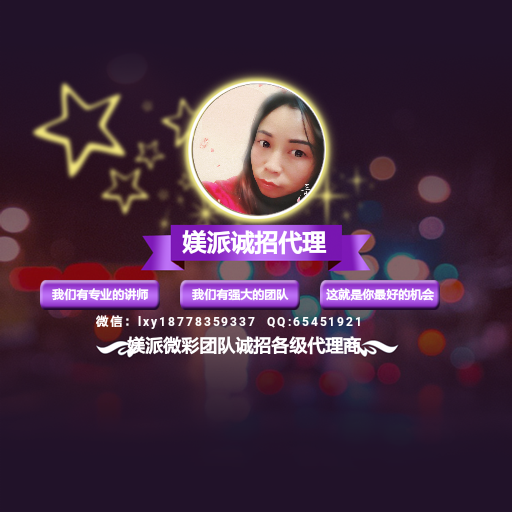 媄派诚招代理
我们有专业的讲师 我们有强大的团队 这就是你最好的机会
微信：lxy18778359337 QQ:65451921
媄派微彩团队诚招各级代理商